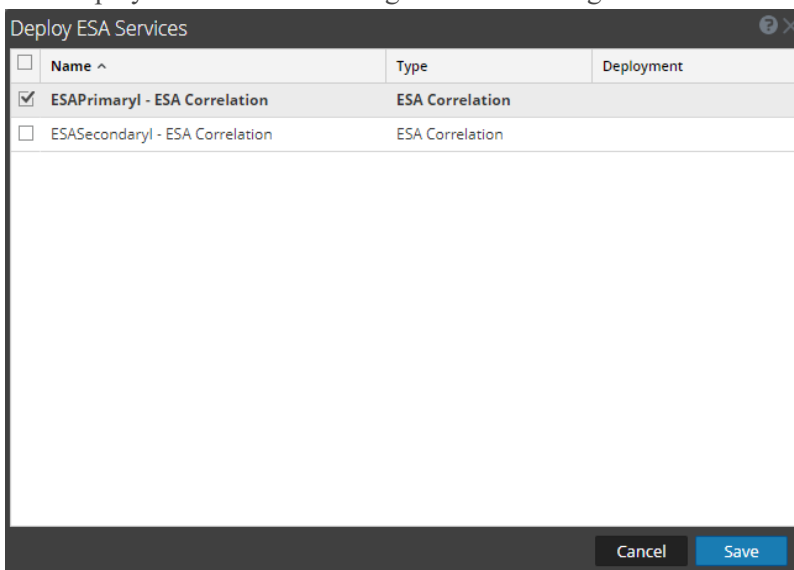 Deploy ESA Services
Name Type Deployment
ESAPrimaryl - ESA Correlation ESA Correlation
ESASecondaryl - ESA Correlation ESA Correlation
Cancel Save